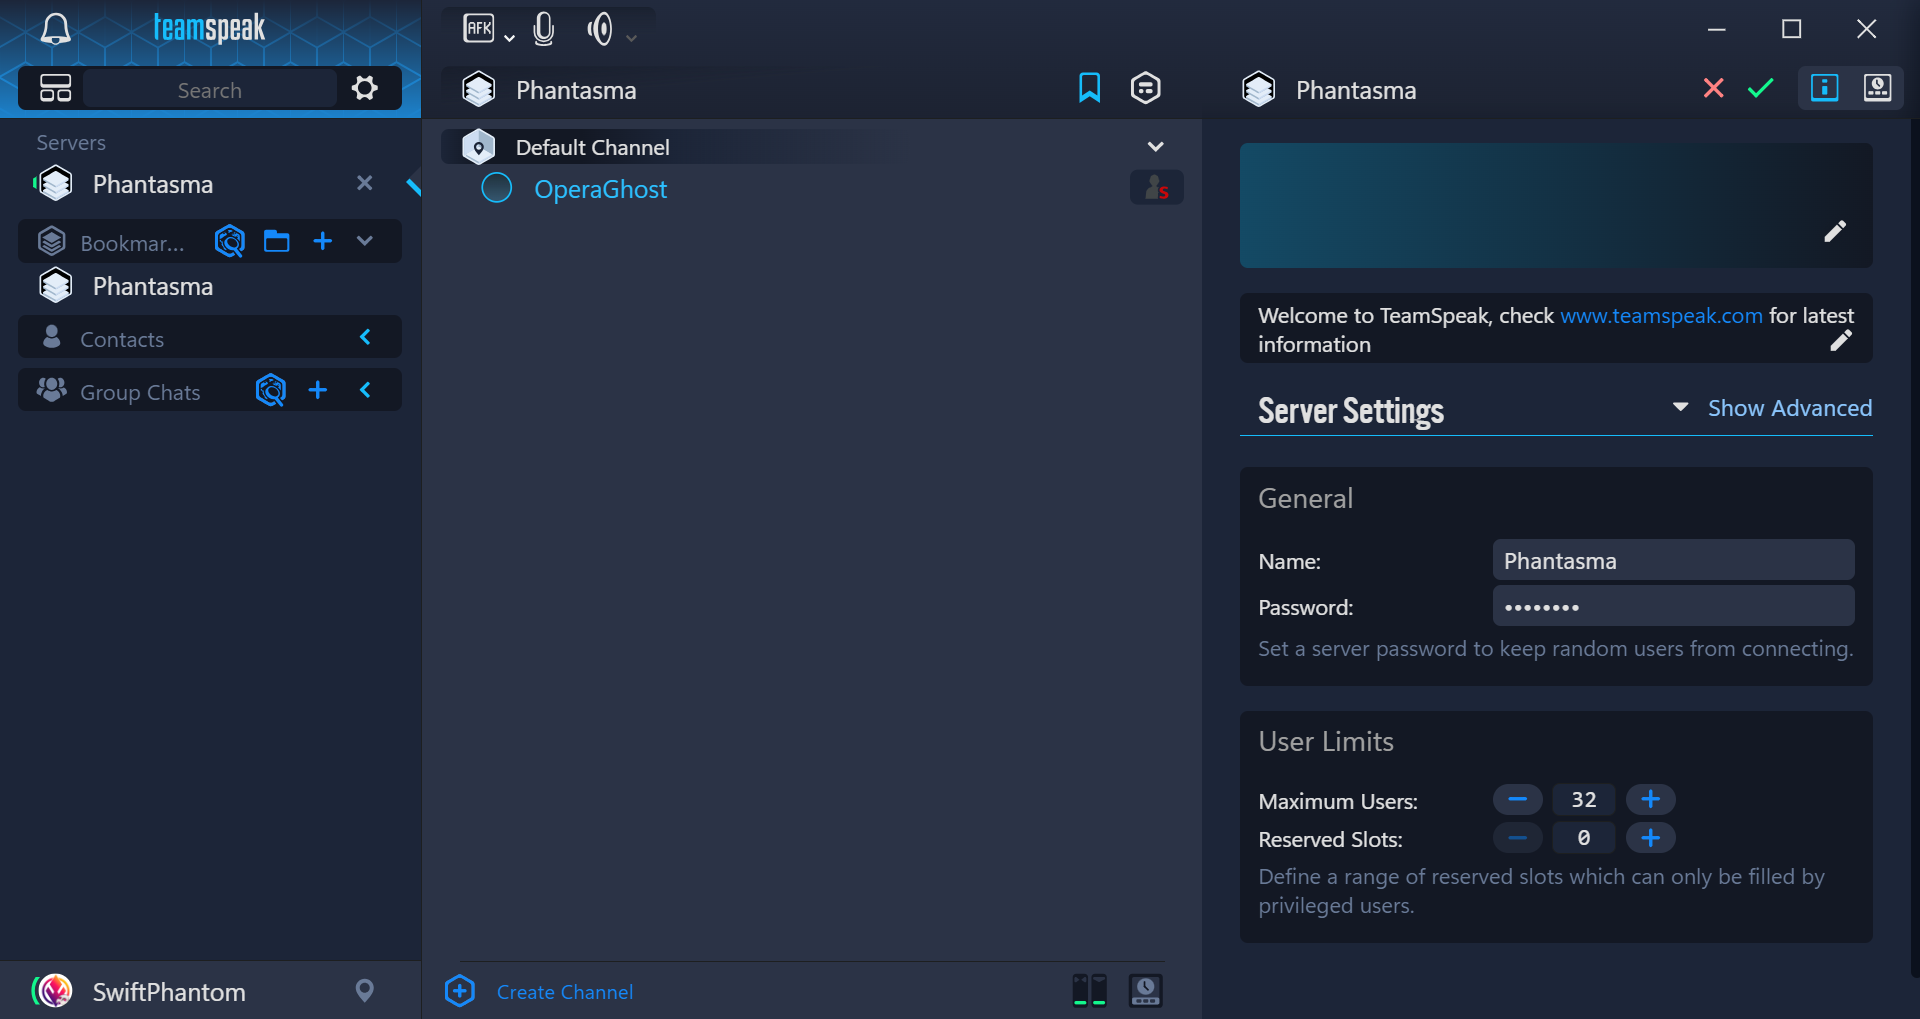 teamspeak
AFK
Search
Phantasma
Phantasma
Servers
Phantasma
Bookmar...
Phantasma
Contacts
Group Chats
SwiftPhantom
Default Channel
OperaGhost
S
Create Channel
Welcome to TeamSpeak, check www.teamspeak.com for latest
information
Server Settings
Show Advanced
General
Name:
Phantasma
Password:
••••••••
Set a server password to keep random users from connecting.
User Limits
Maximum Users:
32
Reserved Slots:
0
Define a range of reserved slots which can only be filled by
privileged users.